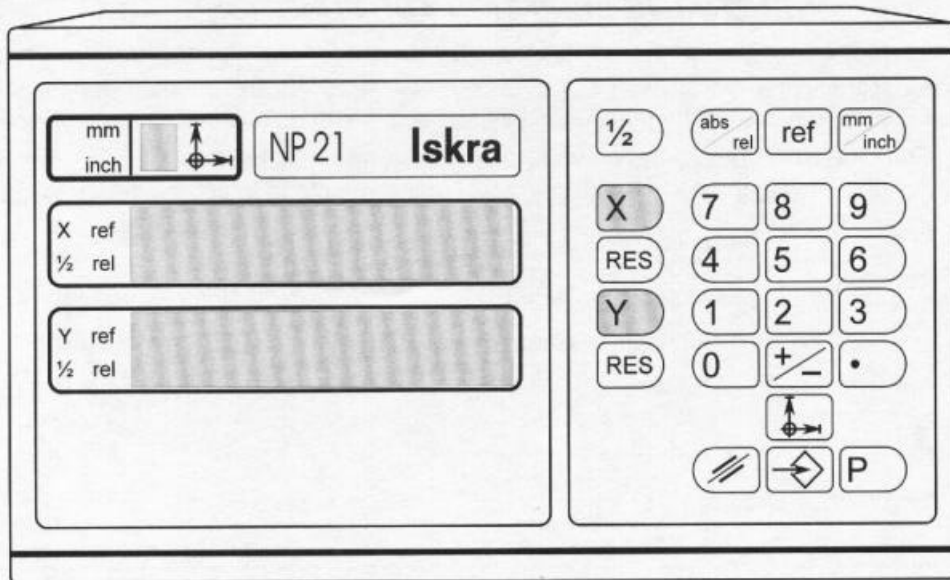 mm
inch
NP 21 Iskra
X ref
½ rel
Y ref
½ rel
½ abs/rel ref mm/inch
X 7 8 9
RES 4 5 6
Y 1 2 3
RES 0 +/− •
P